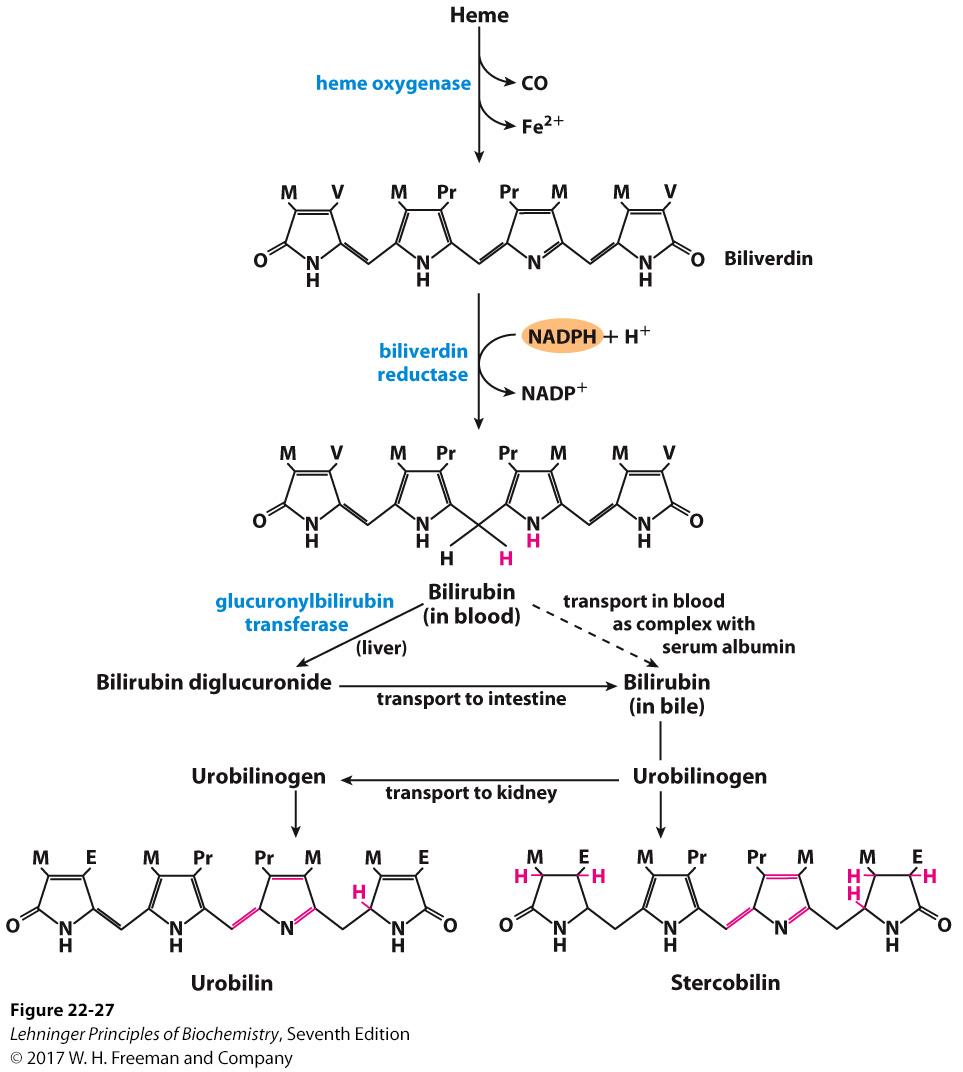 Heme
heme oxygenase
CO
Fe2+
M V M Pr Pr M M V
O N H N H N N H O
Biliverdin
NADPH + H+
biliverdin
reductase
NADP+
M V M Pr Pr M M V
O N H N H N H N H O
H H
Bilirubin
(in blood)
glucuronylbilirubin
transferase
(liver)
transport in blood
as complex with
serum albumin
Bilirubin diglucuronide
transport to intestine
Bilirubin
(in bile)
Urobilinogen
transport to kidney
Urobilinogen
M E M Pr Pr M M E
H
O N H N H N N H O
Urobilin
M E M Pr Pr M M E
H H H H
H
O N H N H N N H O
Stercobilin
Figure 22-27
Lehninger Principles of Biochemistry, Seventh Edition
© 2017 W. H. Freeman and Company